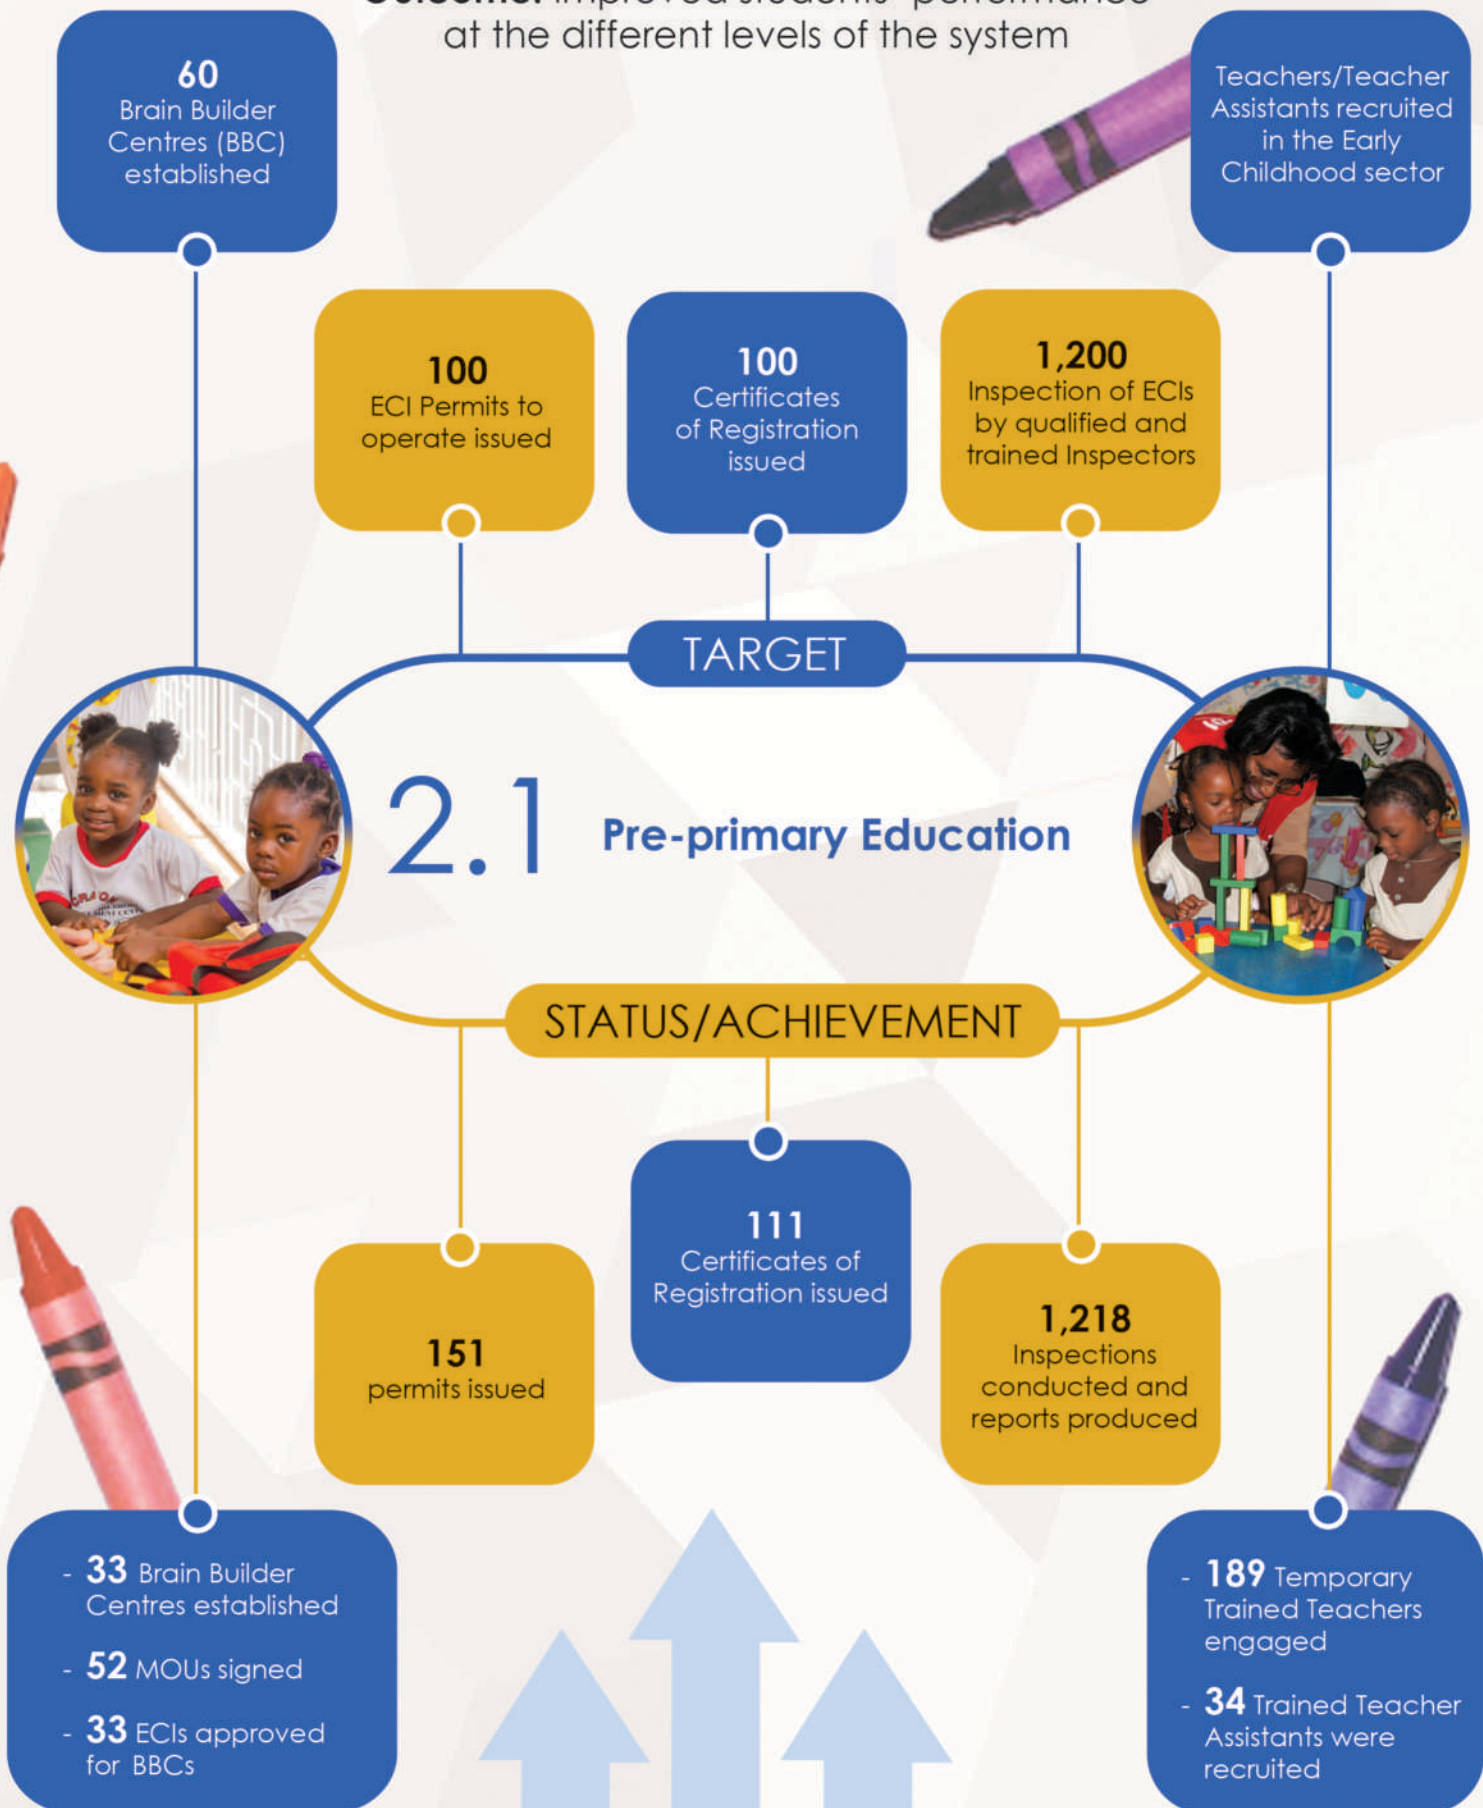 Outcome: Improved students' performance
at the different levels of the system
60
Brain Builder
Centres (BBC)
established
Teachers/Teacher
Assistants recruited
in the Early
Childhood sector
100
ECI Permits to
operate issued
100
Certificates
of Registration
issued
1,200
Inspection of ECIs
by qualified and
trained Inspectors
TARGET
2.1 Pre-primary Education
STATUS/ACHIEVEMENT
111
Certificates of
Registration issued
151
permits issued
1,218
Inspections
conducted and
reports produced
- 33 Brain Builder
Centres established
- 52 MOUs signed
- 33 ECIs approved
for BBCs
- 189 Temporary
Trained Teachers
engaged
- 34 Trained Teacher
Assistants were
recruited